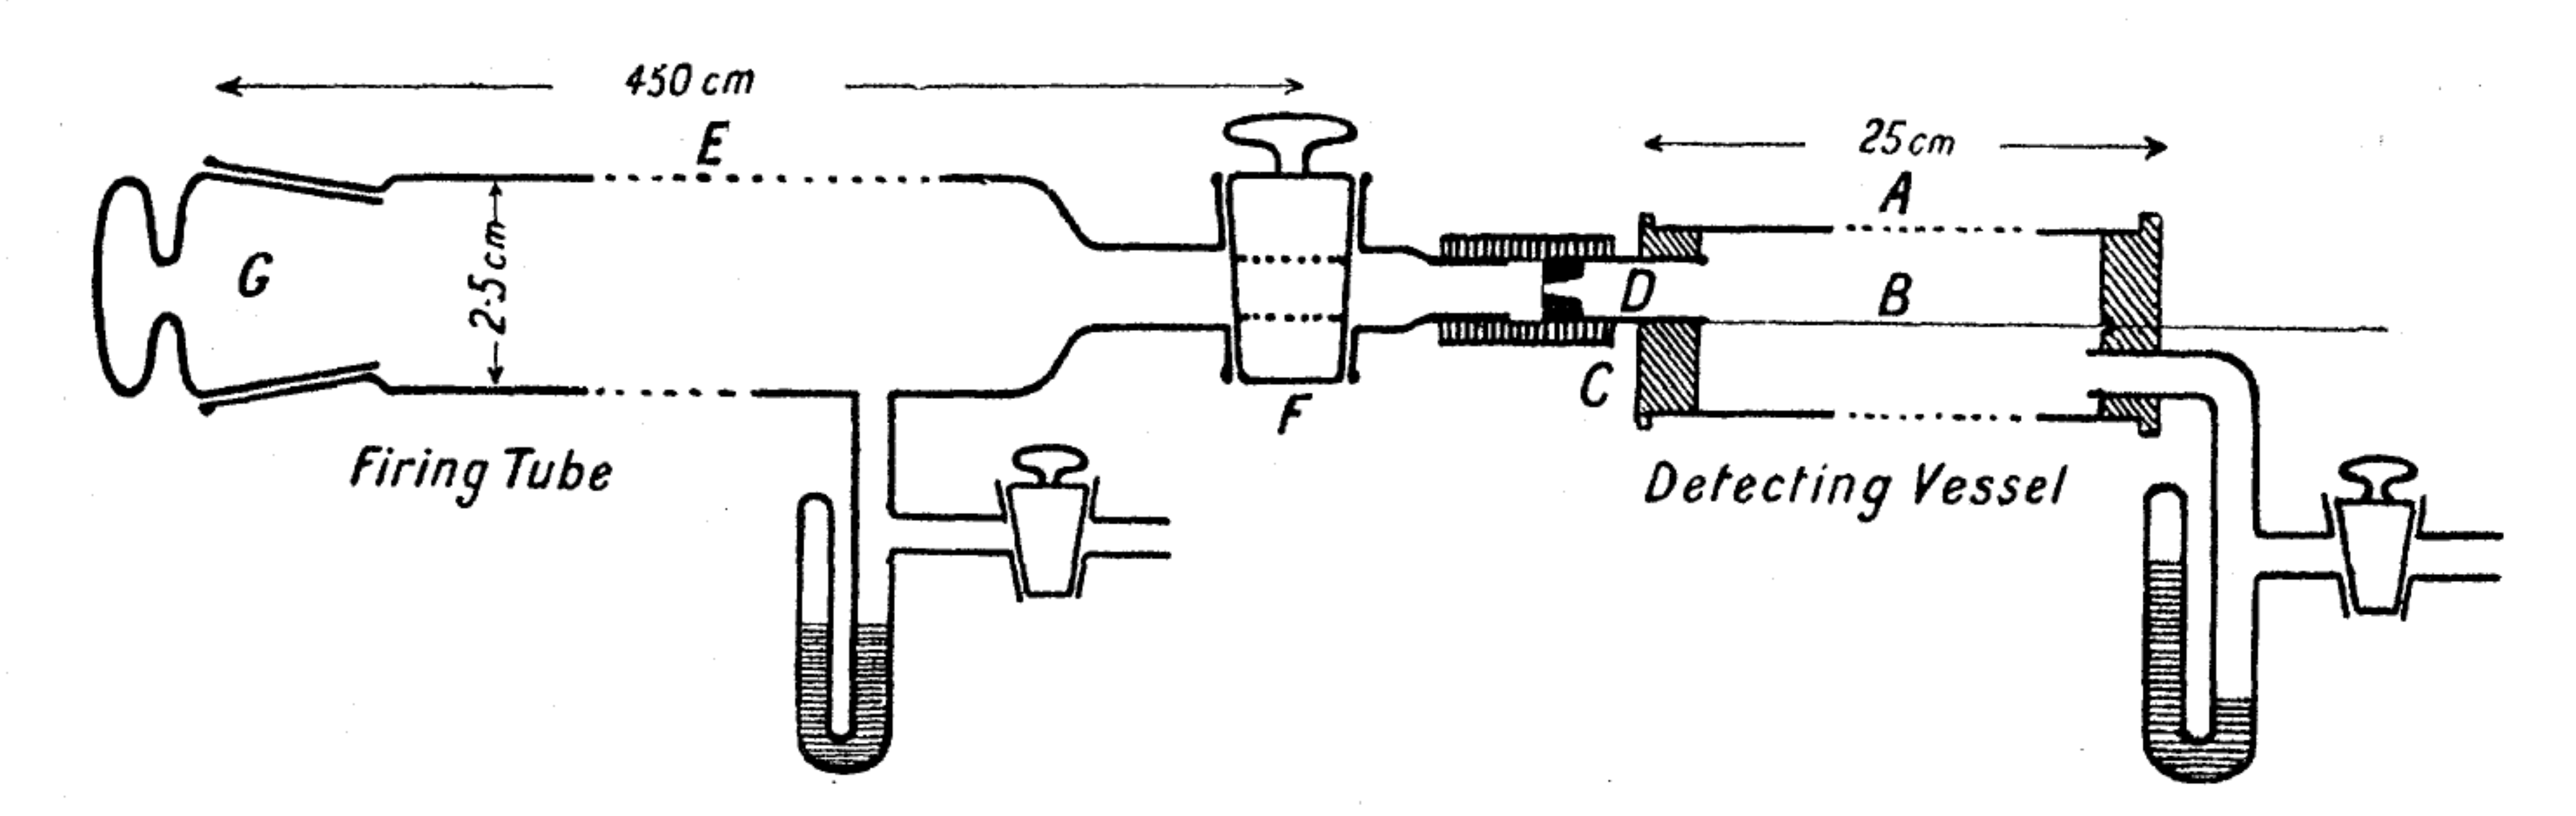 450 cm
E
25 cm
A
G
2·5 cm
D
B
C
F
Firing Tube
Detecting Vessel